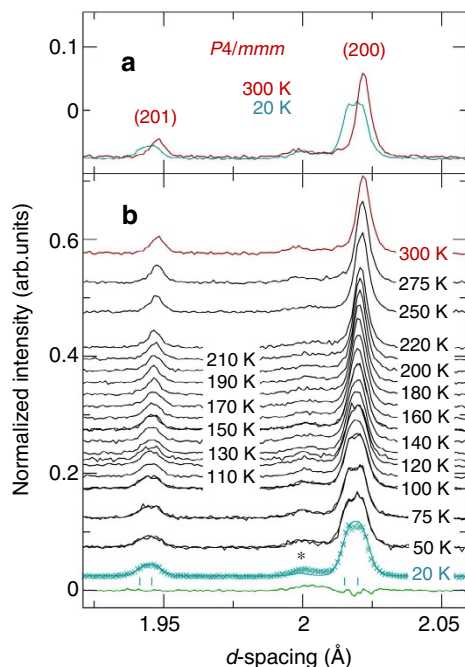 0.1
a
P4/mmm
(200)
300 K
20 K
0
(201)
b
0.6
300 K
275 K
250 K
220 K
0.4
210 K
200 K
190 K
180 K
170 K
160 K
150 K
140 K
130 K
120 K
110 K
100 K
0.2
75 K
50 K
*
20 K
0
1.95
2
2.05
d-spacing (Å)
Normalized intensity (arb.units)